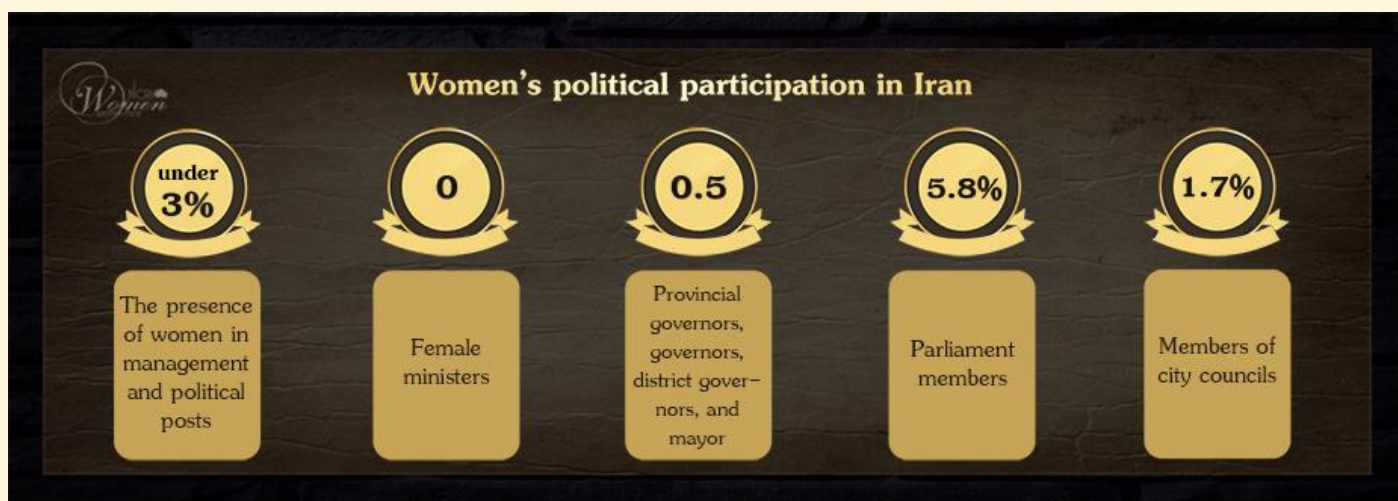 Women's political participation in Iran
NCRI
Women
under
3%
The presence
of women in
management
and political
posts
0
Female
ministers
0.5
Provincial
governors,
governors,
district gover-
nors, and
mayor
5.8%
Parliament
members
1.7%
Members of
city councils